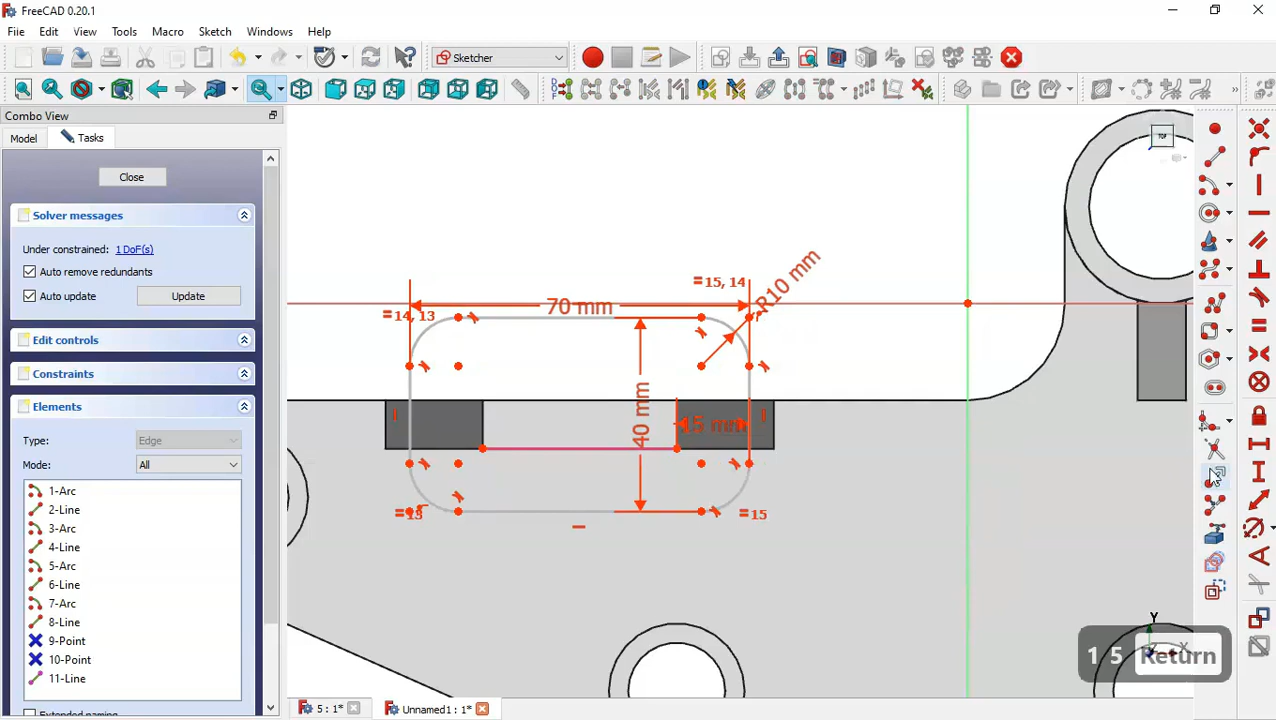 FreeCAD 0.20.1
File Edit View Tools Macro Sketch Windows Help
Sketcher
Combo View
Model Tasks
TOP
Close
Solver messages
Under constrained: 1 DoF(s)
Auto remove redundants
Auto update Update
Edit controls
Constraints
Elements
Type: Edge
Mode: All
1-Arc
2-Line
3-Arc
4-Line
5-Arc
6-Line
7-Arc
8-Line
9-Point
10-Point
11-Line
Extended naming
=15, 14
R10 mm
70 mm
=14, 13
40 mm
15 mm
=13
=15
Y
X
1 5 Return
5 : 1*
Unnamed1 : 1*